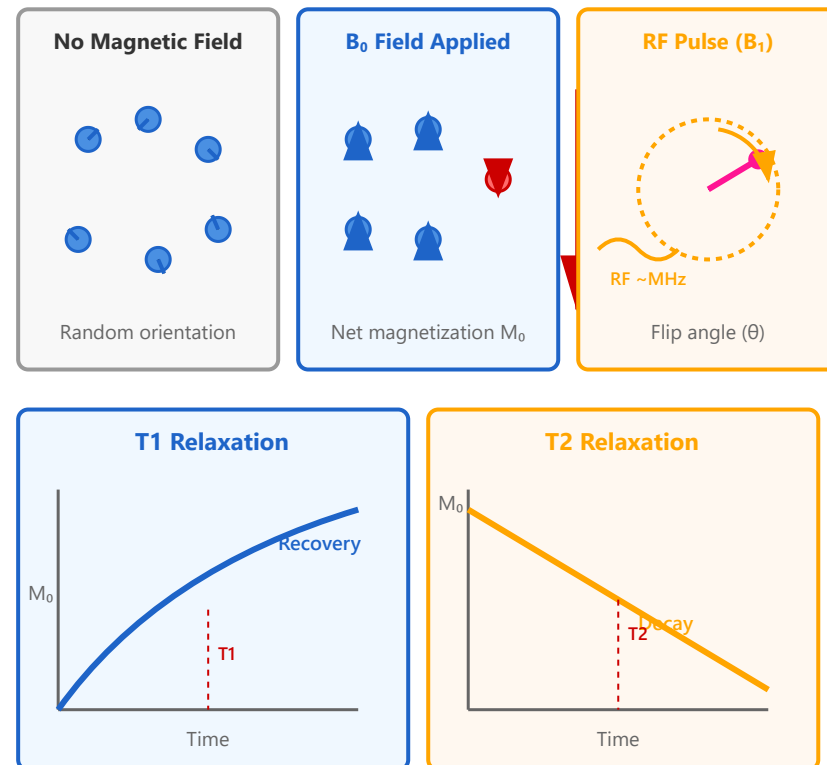 No Magnetic Field
B₀ Field Applied
RF Pulse (B₁)
RF ~MHz
Random orientation
Net magnetization M₀
Flip angle (θ)
T1 Relaxation
T2 Relaxation
M₀
Recovery
M₀
T1
Decay
T2
Time
Time